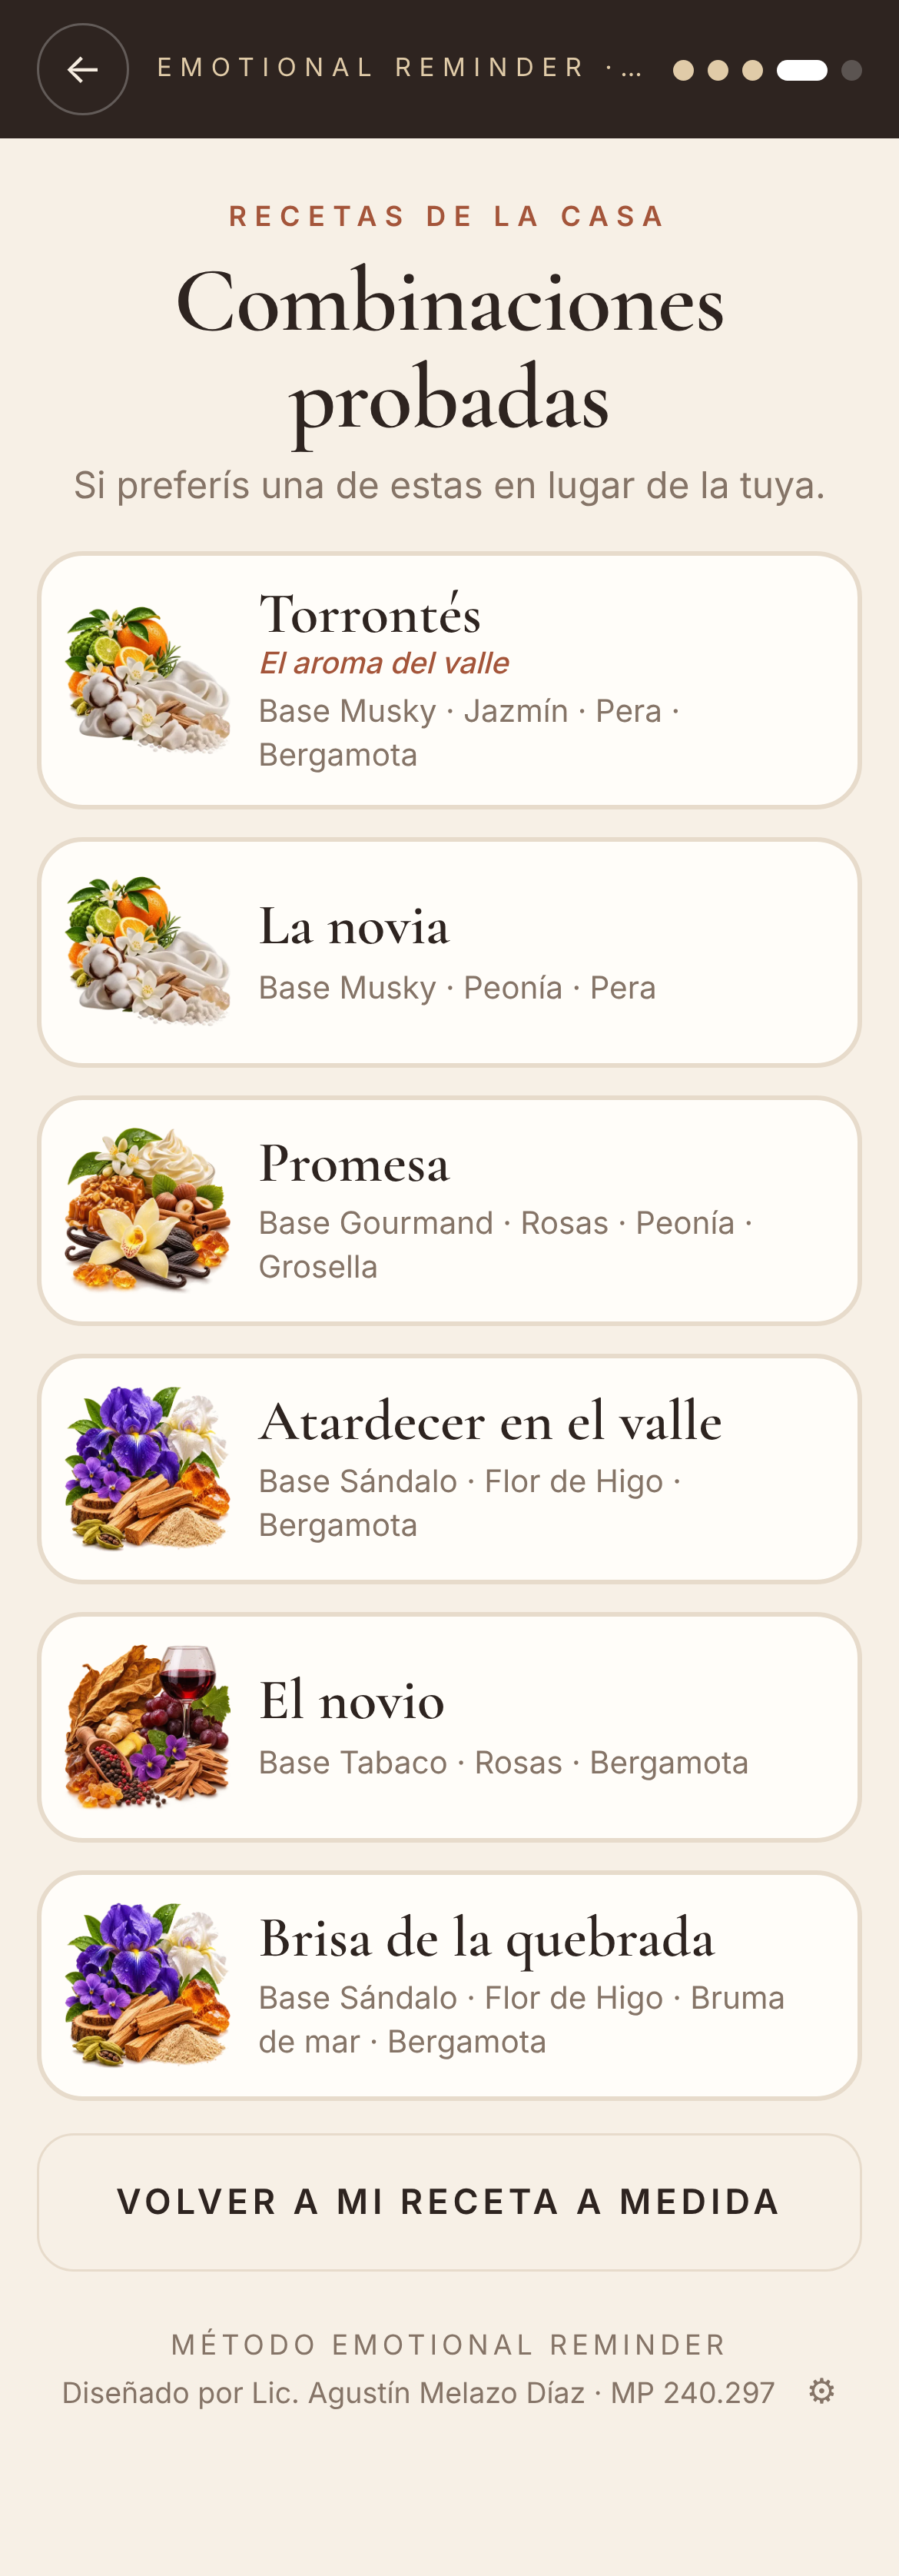 EMOTIONAL REMINDER ·...
RECETAS DE LA CASA
Combinaciones
probadas
Si preferís una de estas en lugar de la tuya.
Torrontés
El aroma del valle
Base Musky · Jazmín · Pera ·
Bergamota
La novia
Base Musky · Peonía · Pera
Promesa
Base Gourmand · Rosas · Peonía ·
Grosella
Atardecer en el valle
Base Sándalo · Flor de Higo ·
Bergamota
El novio
Base Tabaco · Rosas · Bergamota
Brisa de la quebrada
Base Sándalo · Flor de Higo · Bruma
de mar · Bergamota
VOLVER A MI RECETA A MEDIDA
MÉTODO EMOTIONAL REMINDER
Diseñado por Lic. Agustín Melazo Díaz · MP 240.297